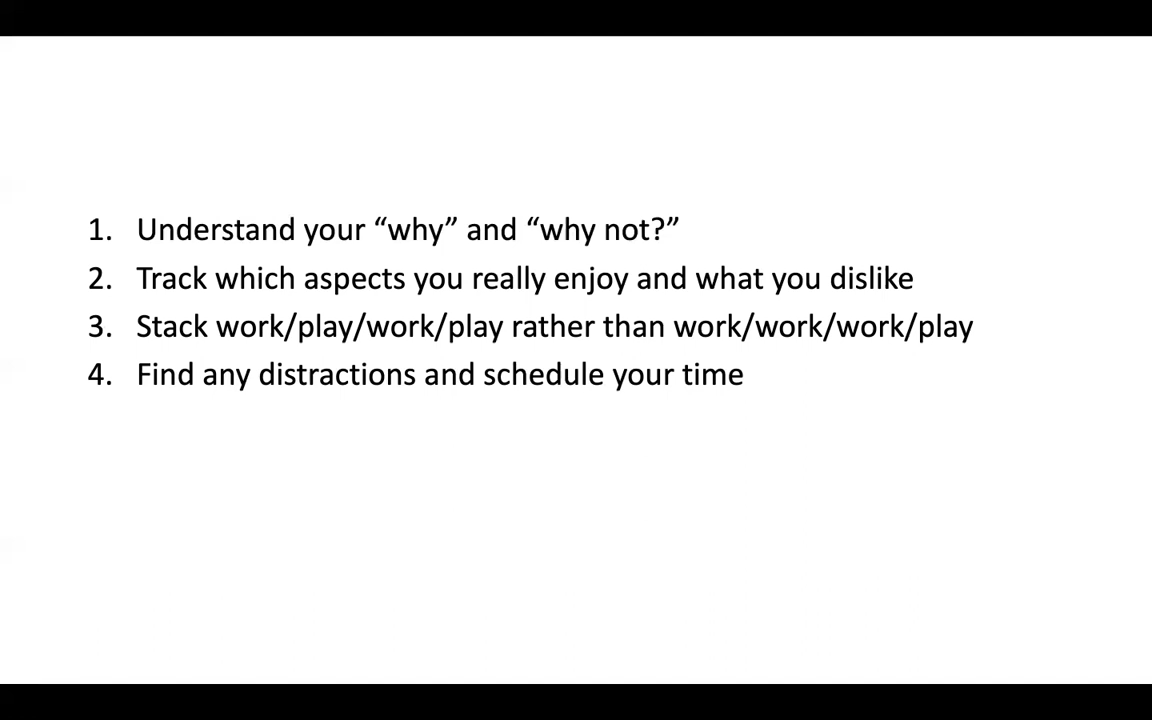 1. Understand your “why” and “why not?”
2. Track which aspects you really enjoy and what you dislike
3. Stack work/play/work/play rather than work/work/work/play
4. Find any distractions and schedule your time